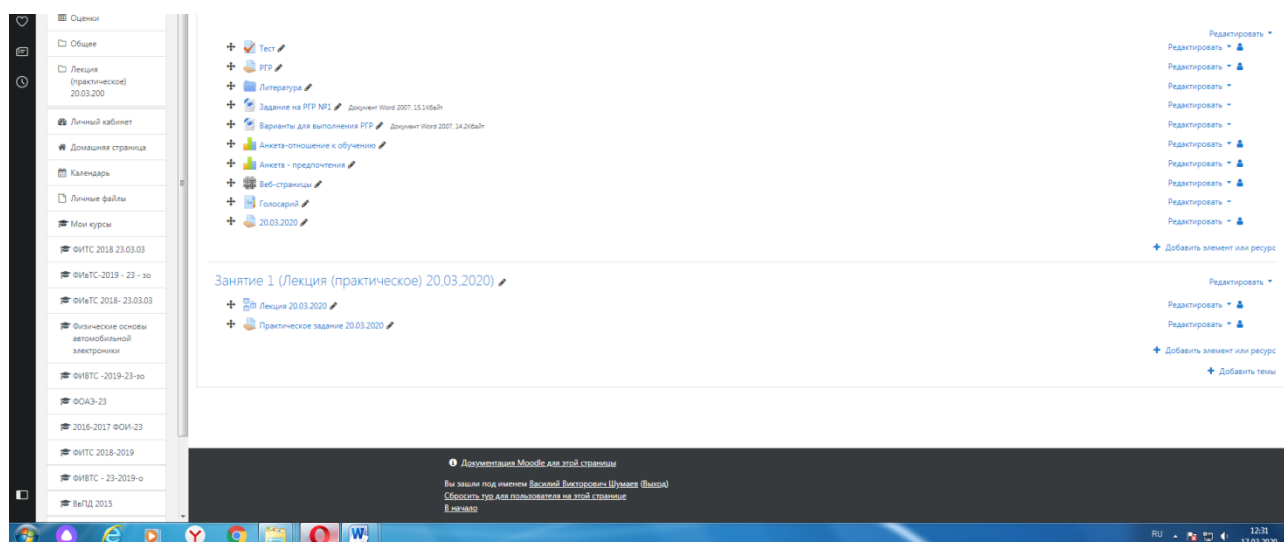 Оценки
Общее
Лекция
(практическое)
20.03.200
Личный кабинет
Домашняя страница
Календарь
Личные файлы
Мои курсы
ФИТС 2018 23.03.03
ФИвТС-2019 - 23 - зо
ФИвТС 2018- 23.03.03
Физические основы
автомобильной
электроники
ФИВТС -2019-23-зо
ФОАЭ-23
2016-2017 ФОИ-23
ФИТС 2018-2019
ФИВТС - 23-2019-о
ВвПД 2015
Редактировать
Тест Редактировать
РГР Редактировать
Литература Редактировать
Задание на РГР №1 Документ Word 2007, 15.1Кбайт Редактировать
Варианты для выполнения РГР Документ Word 2007, 14.2Кбайт Редактировать
Анкета-отношение к обучению Редактировать
Анкета - предпочтения Редактировать
Веб-страницы Редактировать
Голосарий Редактировать
20.03.2020 Редактировать
Добавить элемент или ресурс
Занятие 1 (Лекция (практическое) 20.03.2020) Редактировать
Лекция 20.03.2020 Редактировать
Практическое задание 20.03.2020 Редактировать
Добавить элемент или ресурс
Добавить темы
Документация Moodle для этой страницы
Вы зашли под именем Василий Викторович Шумаев (Выход)
Сбросить тур для пользователя на этой странице
В начало
RU 12:31
17.03.2020